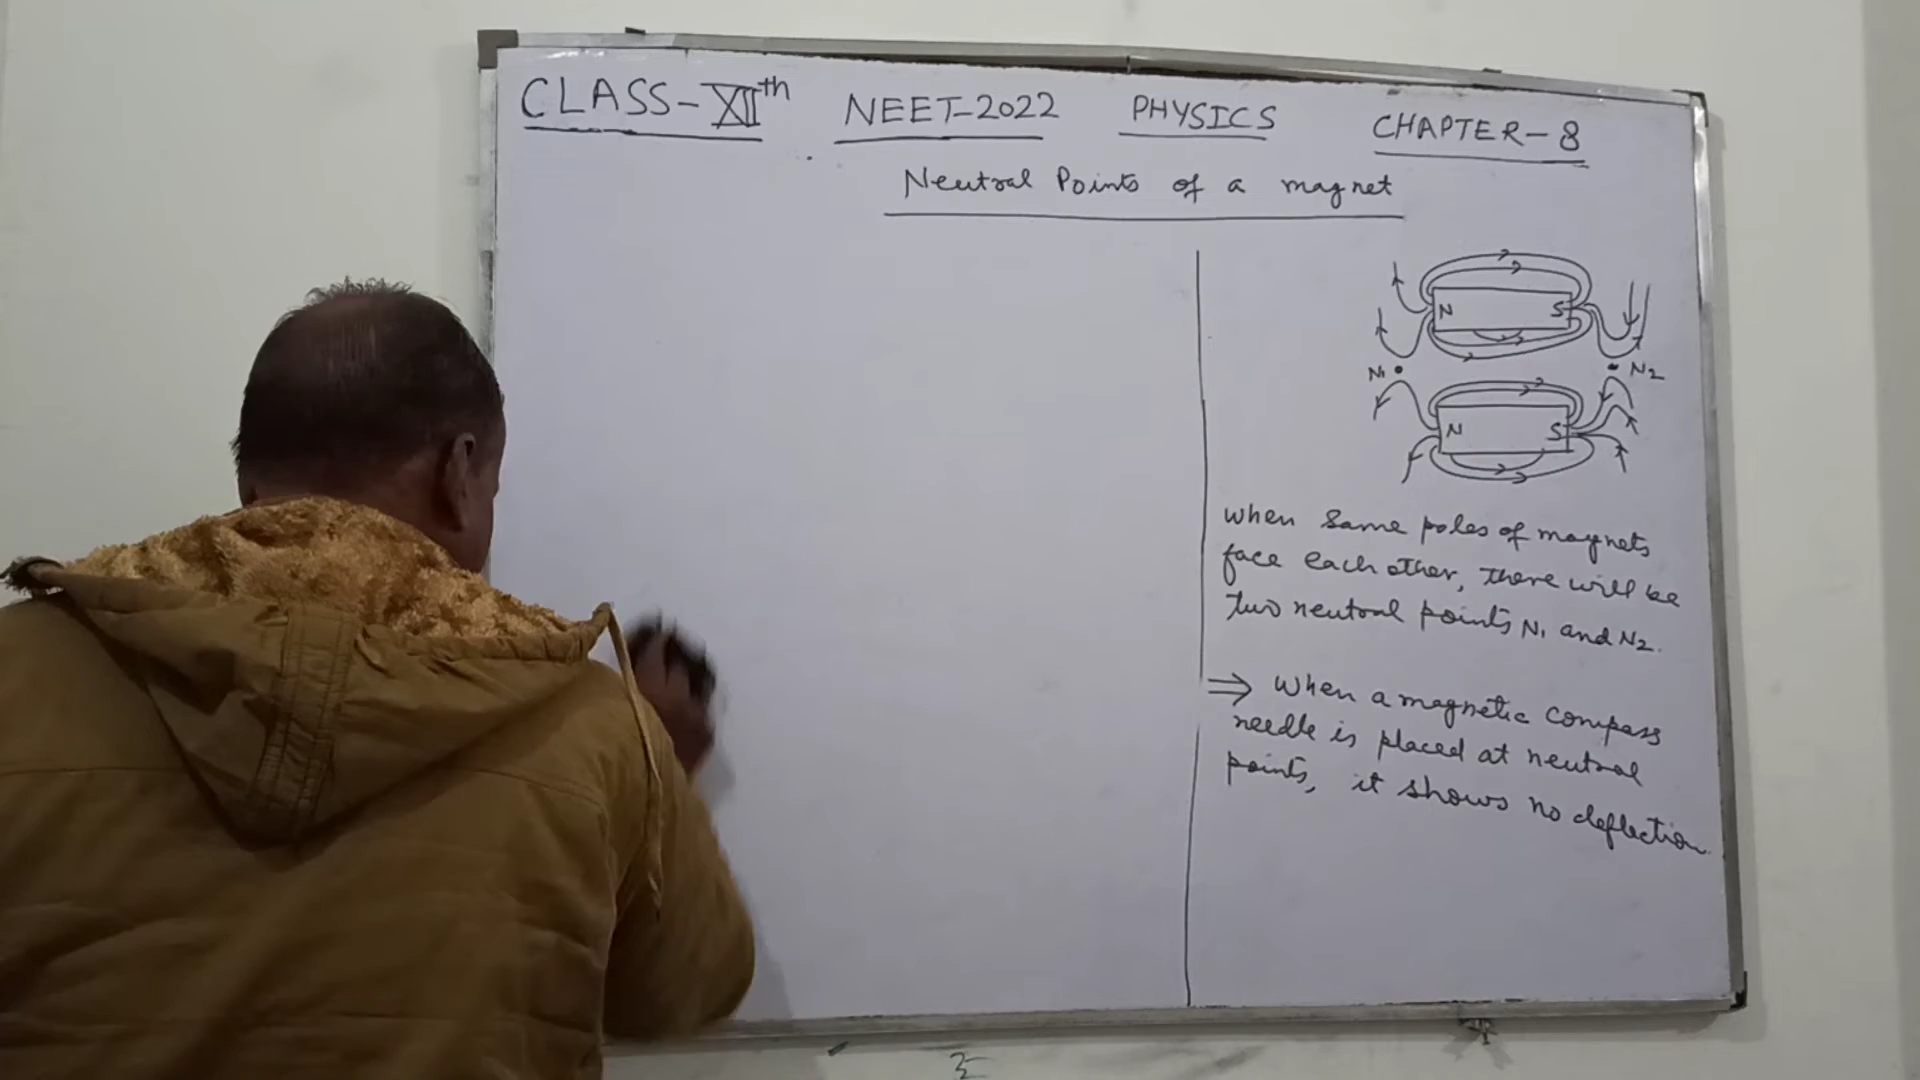 CLASS-XIIth NEET-2022 PHYSICS CHAPTER-8
Neutral Points of a magnet
N S
N1 N2
N S
When same poles of magnets
face each other, there will be
two neutral points N1 and N2.
⇒ When a magnetic compass
needle is placed at neutral
points, it shows no deflection.